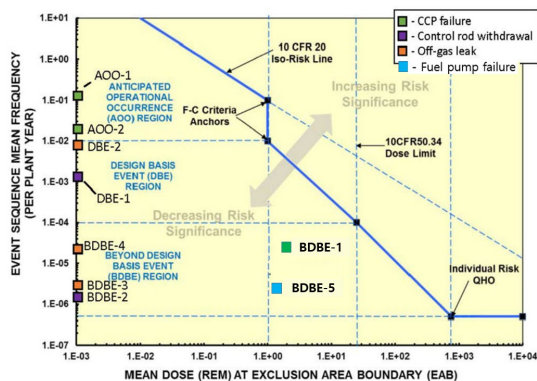 - CCP failure
- Control rod withdrawal
- Off-gas leak
- Fuel pump failure
EVENT SEQUENCE MEAN FREQUENCY
(PER PLANT YEAR)
1.E+01
1.E+00
1.E-01
1.E-02
1.E-03
1.E-04
1.E-05
1.E-06
1.E-07
10 CFR 20
Iso-Risk Line
AOO-1
ANTICIPATED
OPERATIONAL
OCCURRENCE
(AOO) REGION
F-C Criteria
Anchors
Increasing Risk
Significance
AOO-2
DBE-2
10CFR50.34
Dose Limit
DESIGN BASIS
EVENT (DBE)
REGION
DBE-1
Decreasing Risk
Significance
BDBE-4
BEYOND DESIGN
BASIS EVENT
(BDBE) REGION
BDBE-1
BDBE-3
BDBE-2
BDBE-5
Individual Risk
QHO
1.E-03
1.E-02
1.E-01
1.E+00
1.E+01
1.E+02
1.E+03
1.E+04
MEAN DOSE (REM) AT EXCLUSION AREA BOUNDARY (EAB)